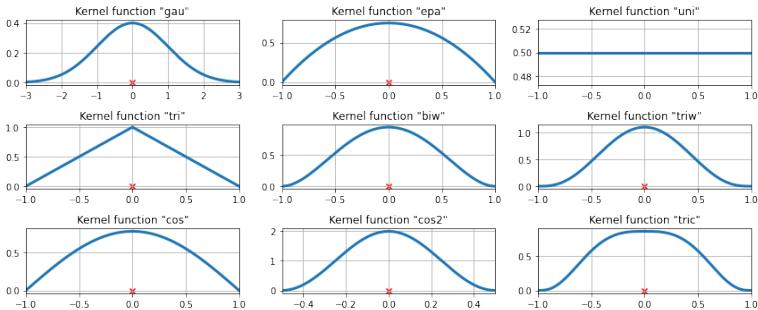 Kernel function "gau"
Kernel function "epa"
Kernel function "uni"
0.4
0.2
0.0
−3 −2 −1 0 1 2 3
0.5
0.0
−1.0 −0.5 0.0 0.5 1.0
0.52
0.50
0.48
−1.0 −0.5 0.0 0.5 1.0
Kernel function "tri"
Kernel function "biw"
Kernel function "triw"
1.0
0.5
0.0
−1.0 −0.5 0.0 0.5 1.0
0.5
0.0
−1.0 −0.5 0.0 0.5 1.0
1.0
0.5
0.0
−1.0 −0.5 0.0 0.5 1.0
Kernel function "cos"
Kernel function "cos2"
Kernel function "tric"
0.5
0.0
−1.0 −0.5 0.0 0.5 1.0
2
1
0
−0.4 −0.2 0.0 0.2 0.4
0.5
0.0
−1.0 −0.5 0.0 0.5 1.0